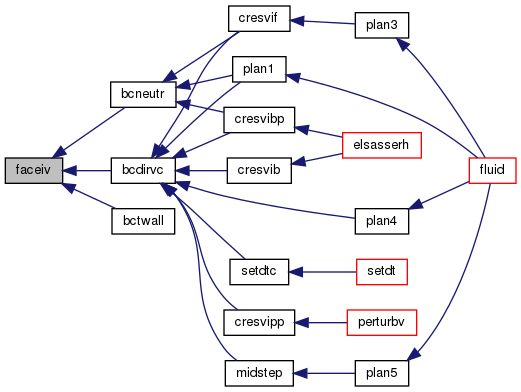 cresvif
plan3
plan1
bcneutr
cresvibp
elsasserh
faceiv
bcdirvc
cresvib
fluid
bctwall
plan4
setdtc
setdt
cresvipp
perturbv
midstep
plan5